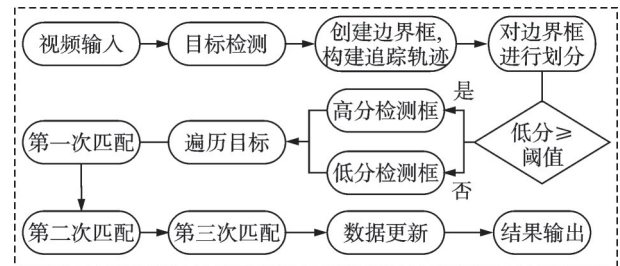 视频输入
目标检测
创建边界框,
构建追踪轨迹
对边界框
进行划分
是
高分检测框
低分≧
阈值
第一次匹配
遍历目标
低分检测框
否
第二次匹配
第三次匹配
数据更新
结果输出